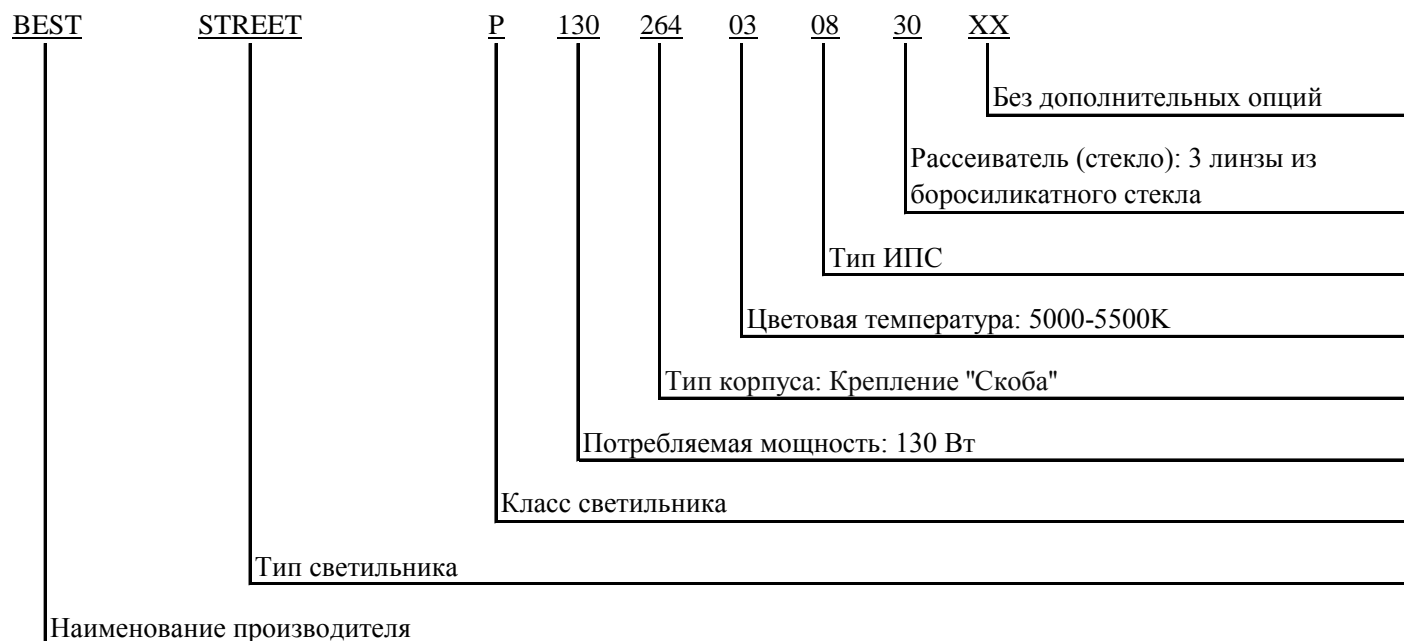 BEST STREET P 130 264 03 08 30 XX
Без дополнительных опций
Рассеиватель (стекло): 3 линзы из
боросиликатного стекла
Тип ИПС
Цветовая температура: 5000-5500K
Тип корпуса: Крепление "Скоба"
Потребляемая мощность: 130 Вт
Класс светильника
Тип светильника
Наименование производителя